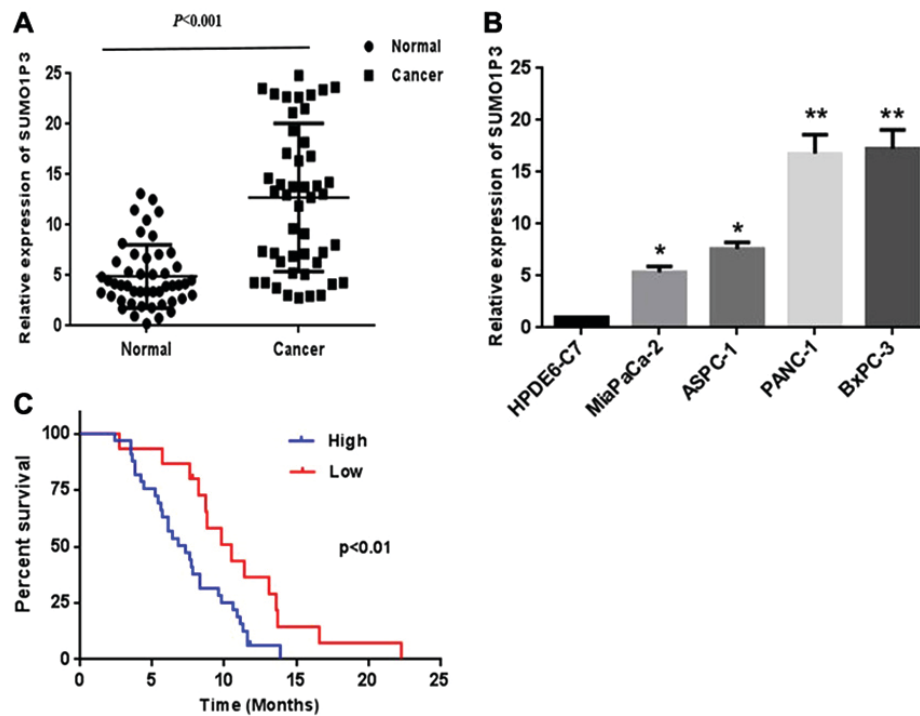 A
P<0.001
Normal
Cancer
Relative expression of SUMO1P3
25
20
15
10
5
0
Normal
Cancer
B
Relative expression of SUMO1P3
25
20
15
10
5
0
*
*
**
**
HPDE6-C7
MiaPaCa-2
ASPC-1
PANC-1
BxPC-3
C
Percent survival
100
75
50
25
0
High
Low
p<0.01
0
5
10
15
20
25
Time (Months)